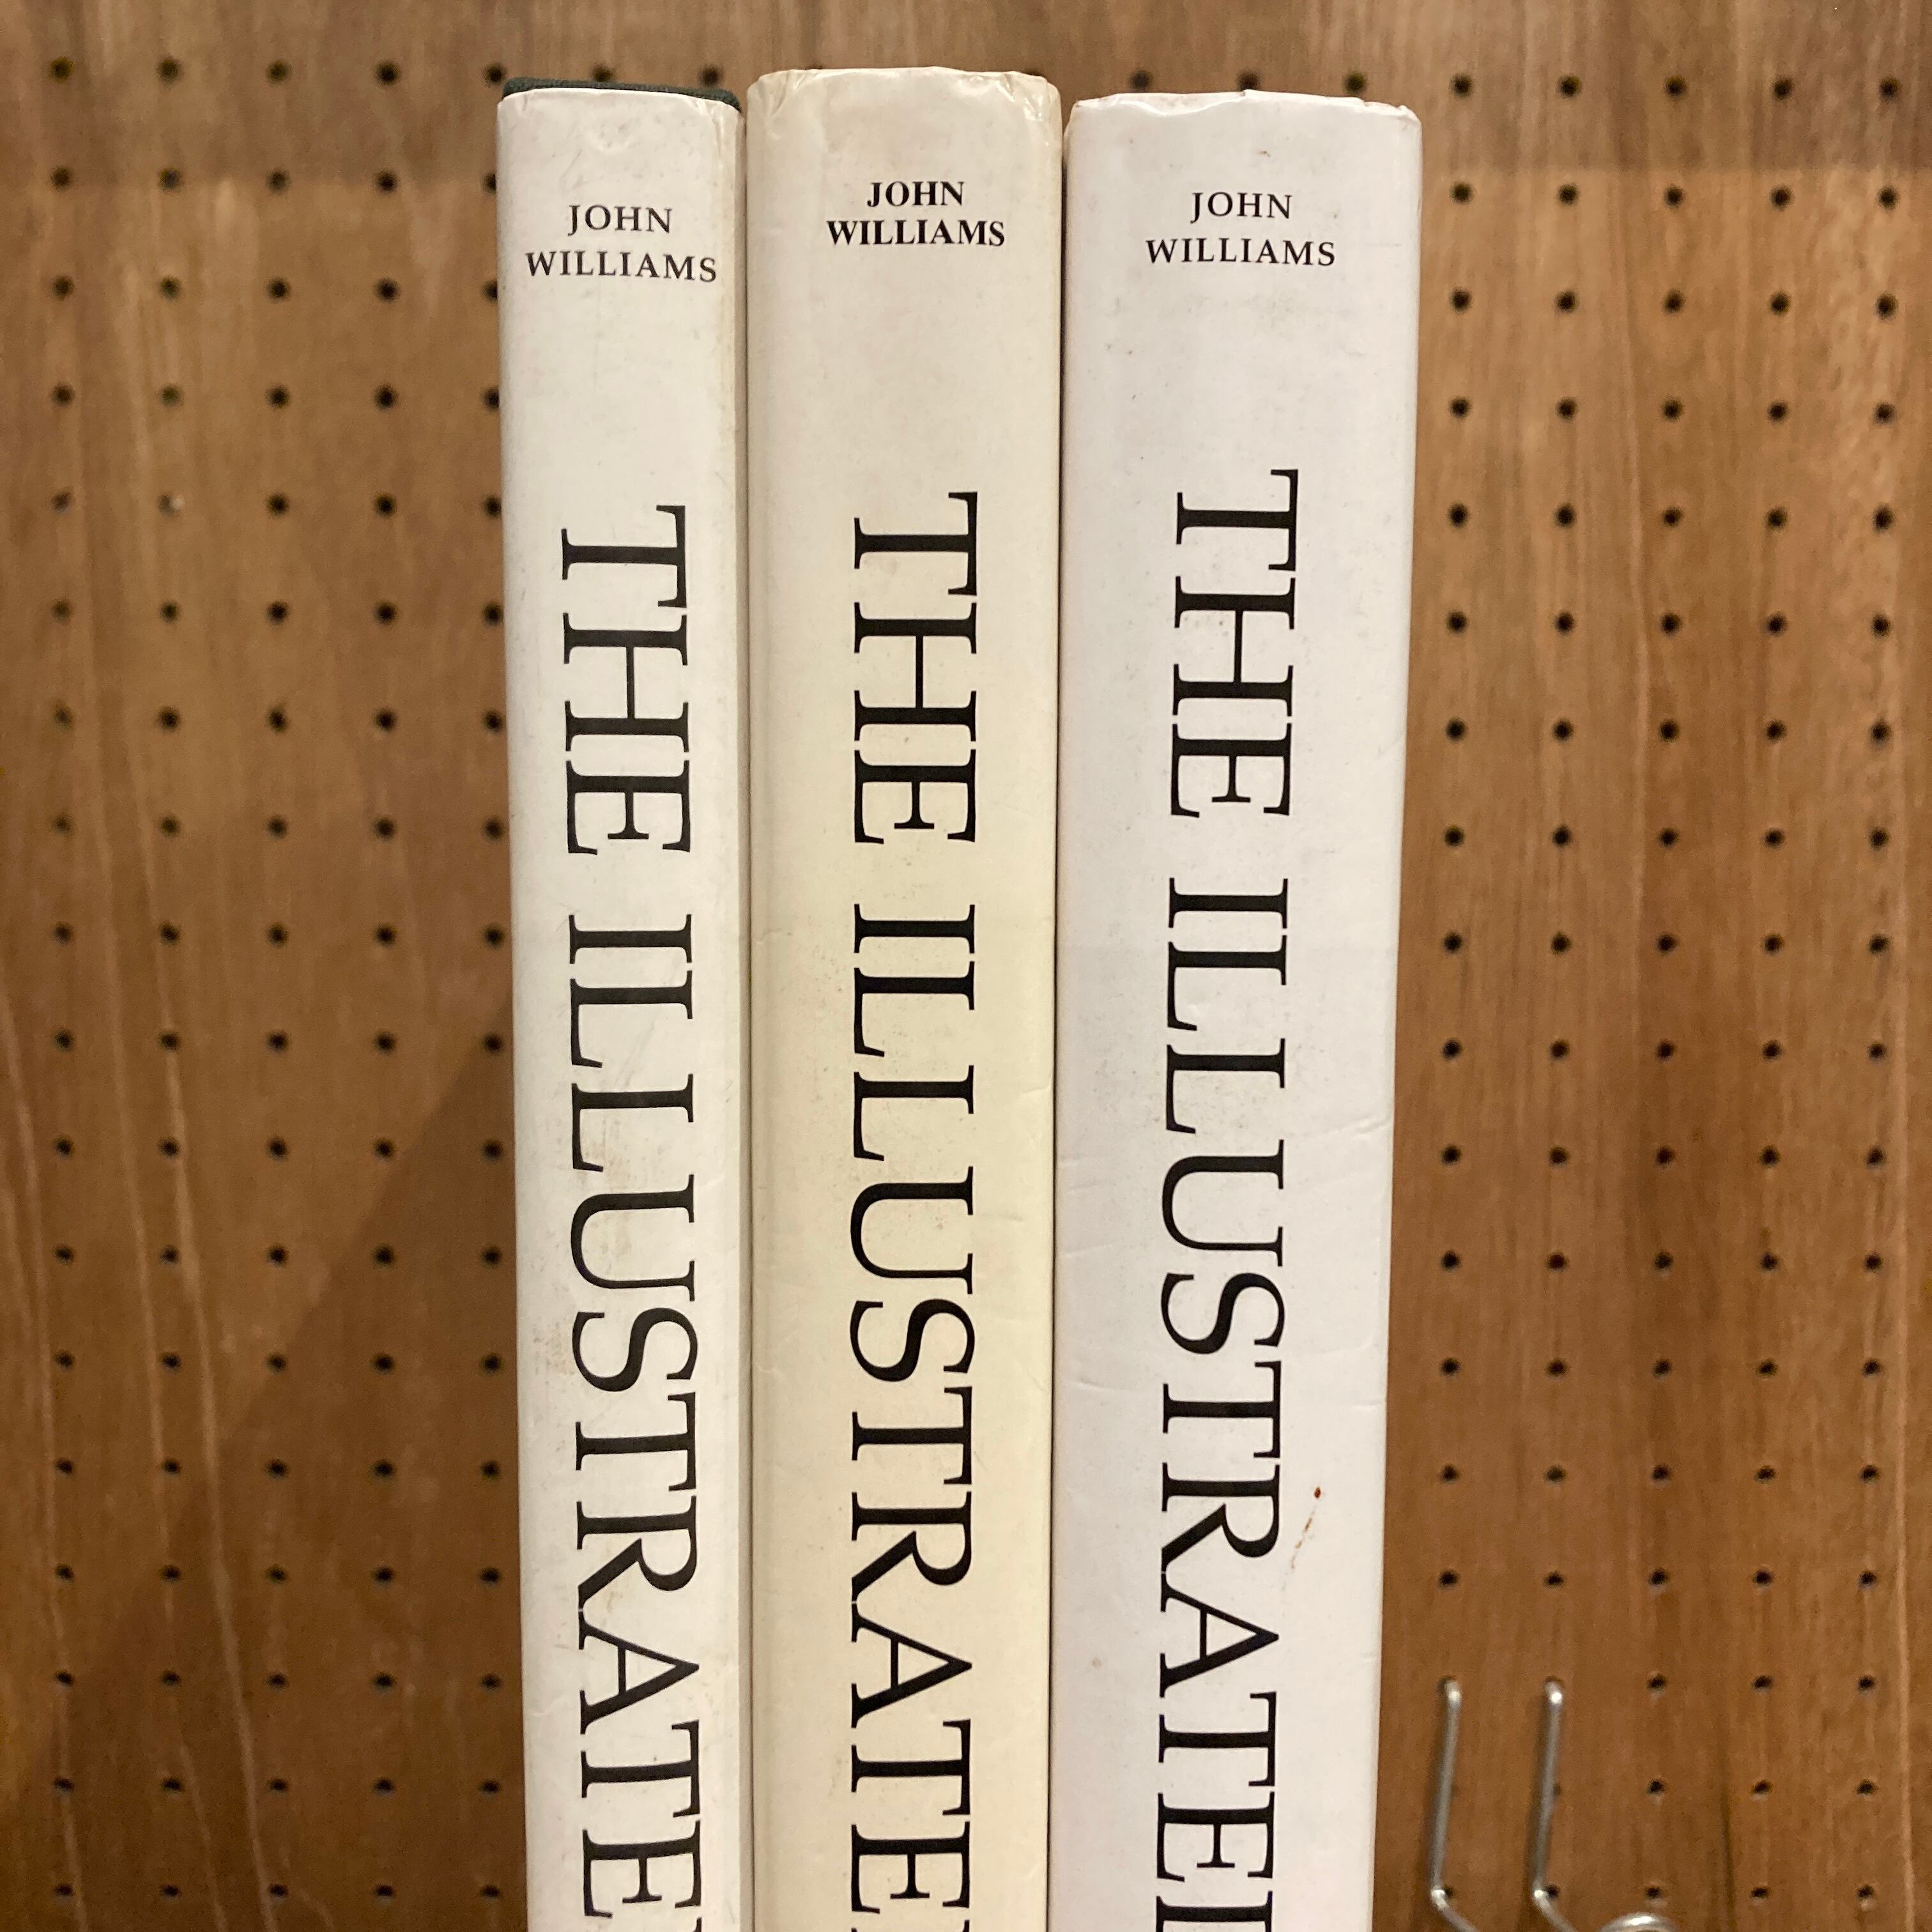 JOHN
WILLIAMS
THE ILLUSTRATE
JOHN
WILLIAMS
THE ILLUSTRATE
JOHN
WILLIAMS
THE ILLUSTRATE